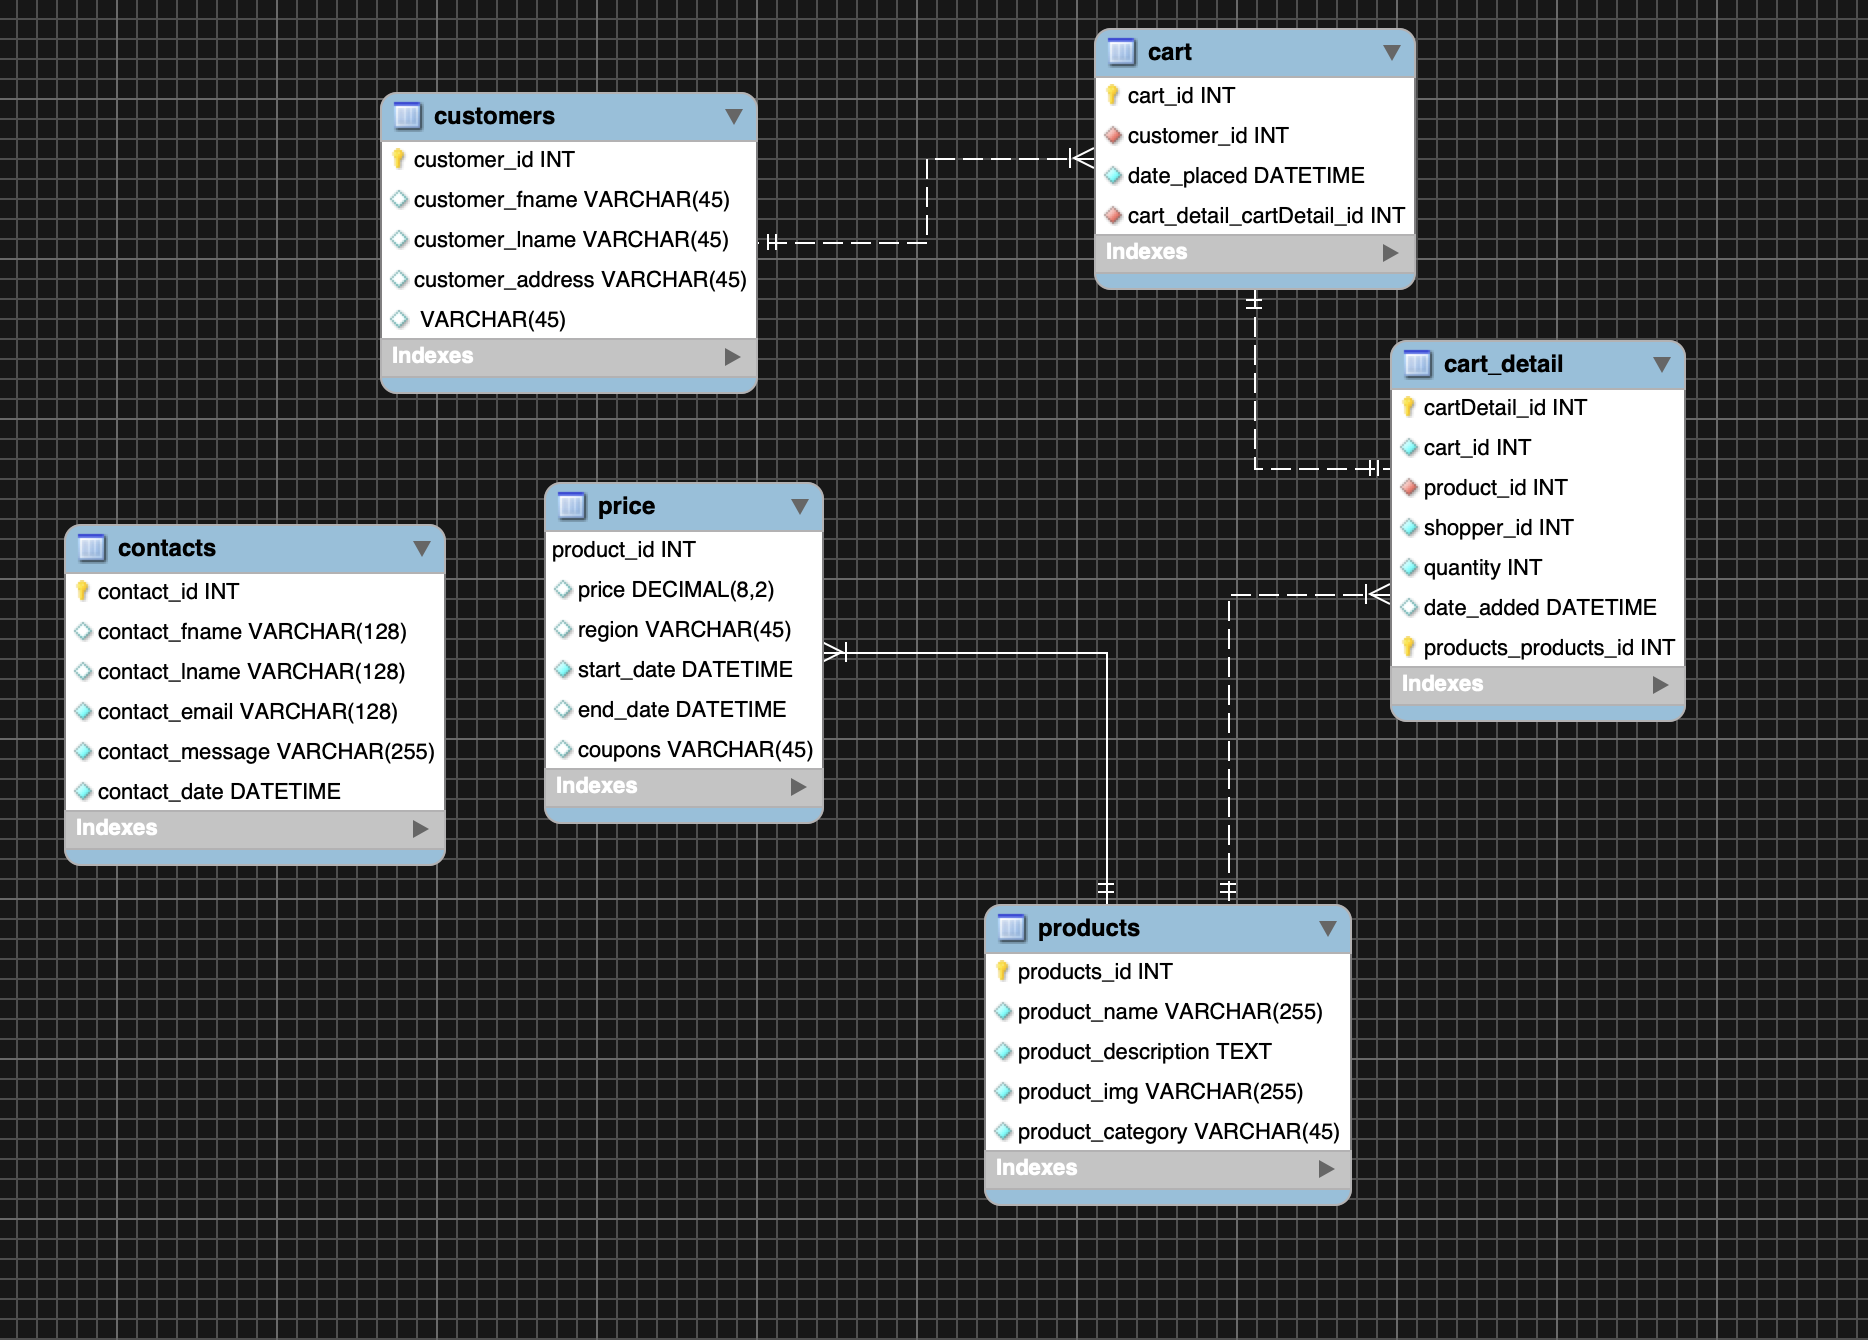 customers
customer_id INT
customer_fname VARCHAR(45)
customer_lname VARCHAR(45)
customer_address VARCHAR(45)
VARCHAR(45)
Indexes
cart
cart_id INT
customer_id INT
date_placed DATETIME
cart_detail_cartDetail_id INT
Indexes
cart_detail
cartDetail_id INT
cart_id INT
product_id INT
shopper_id INT
quantity INT
date_added DATETIME
products_products_id INT
Indexes
contacts
contact_id INT
contact_fname VARCHAR(128)
contact_lname VARCHAR(128)
contact_email VARCHAR(128)
contact_message VARCHAR(255)
contact_date DATETIME
Indexes
price
product_id INT
price DECIMAL(8,2)
region VARCHAR(45)
start_date DATETIME
end_date DATETIME
coupons VARCHAR(45)
Indexes
products
products_id INT
product_name VARCHAR(255)
product_description TEXT
product_img VARCHAR(255)
product_category VARCHAR(45)
Indexes